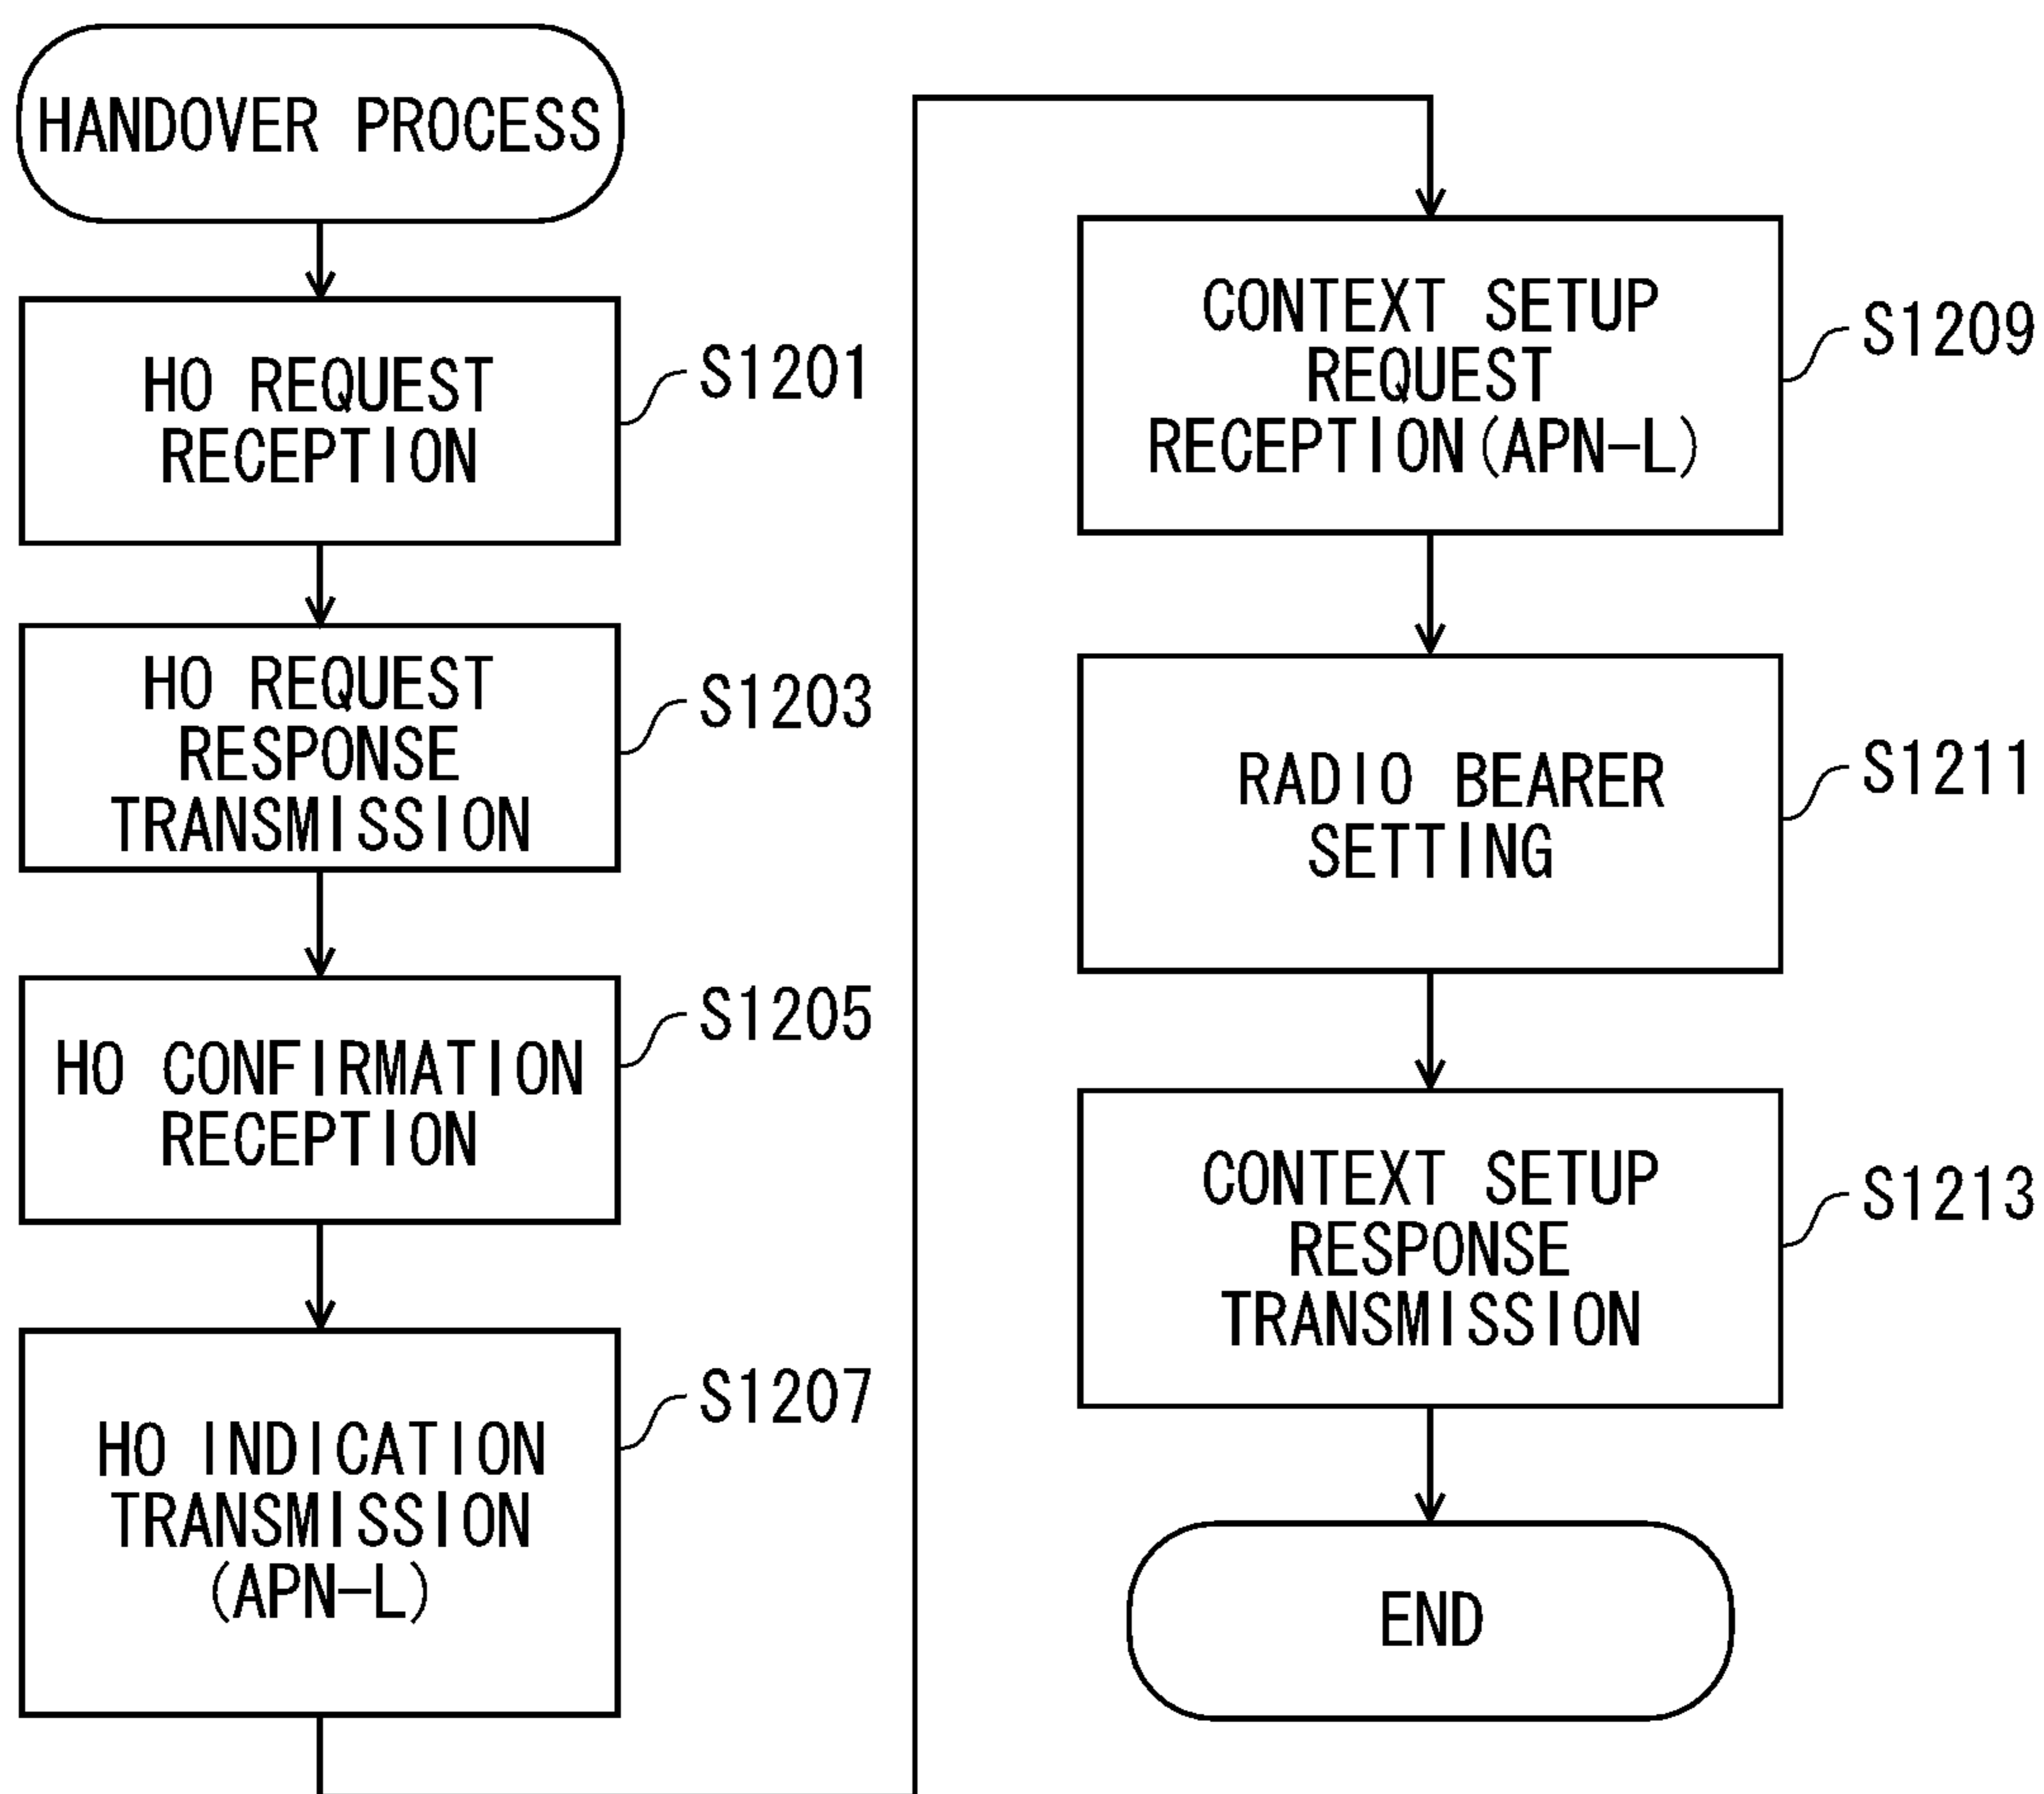 HANDOVER PROCESS
HO REQUEST
RECEPTION
S1201
HO REQUEST
RESPONSE
TRANSMISSION
S1203
HO CONFIRMATION
RECEPTION
S1205
HO INDICATION
TRANSMISSION
(APN-L)
S1207
CONTEXT SETUP
REQUEST
RECEPTION(APN-L)
S1209
RADIO BEARER
SETTING
S1211
CONTEXT SETUP
RESPONSE
TRANSMISSION
S1213
END